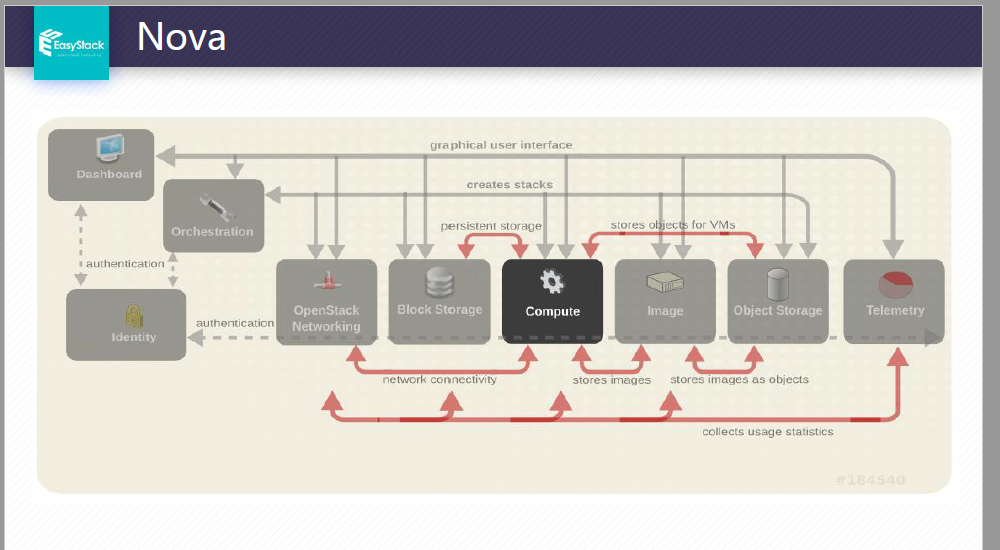 EasyStack
Nova
graphical user interface
Dashboard
creates stacks
Orchestration
persistent storage
stores objects for VMs
authentication
OpenStack
Networking
Block Storage
Compute
Image
Object Storage
Telemetry
Identity
authentication
network connectivity
stores images
stores images as objects
collects usage statistics
#184540